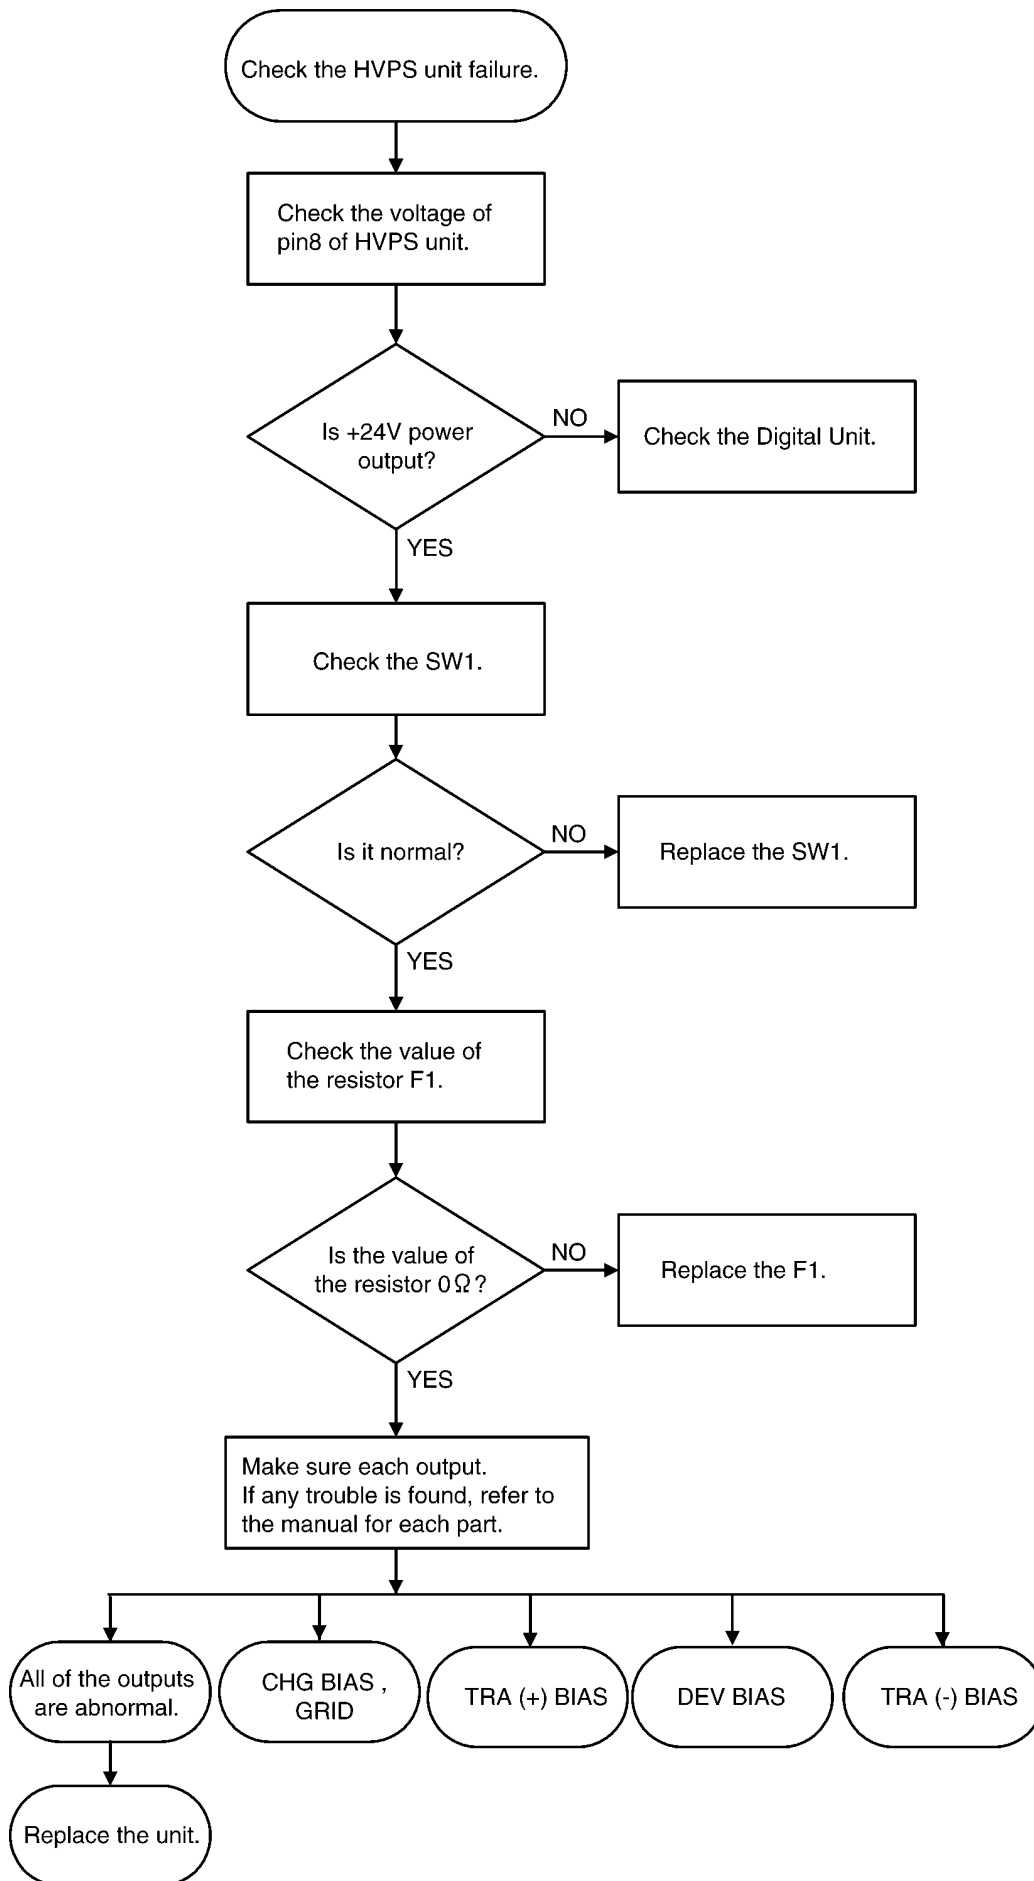 Check the HVPS unit failure.
Check the voltage of
pin8 of HVPS unit.
Is +24V power
output?
NO
Check the Digital Unit.
YES
Check the SW1.
Is it normal?
NO
Replace the SW1.
YES
Check the value of
the resistor F1.
Is the value of
the resistor 0Ω?
NO
Replace the F1.
YES
Make sure each output.
If any trouble is found, refer to
the manual for each part.
All of the outputs
are abnormal.
CHG BIAS ,
GRID
TRA (+) BIAS
DEV BIAS
TRA (-) BIAS
Replace the unit.